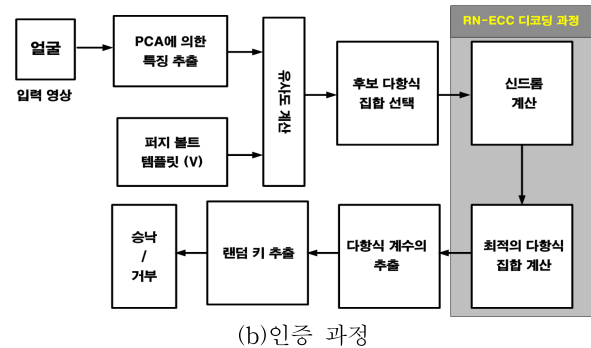 RN-ECC 디코딩 과정
얼굴
입력 영상
PCA에 의한
특징 추출
퍼지 볼트
템플릿 (V)
유사도 계산
후보 다항식
집합 선택
신드롬
계산
최적의 다항식
집합 계산
다항식 계수의
추출
랜덤 키 추출
승낙
/
거부
(b)인증 과정